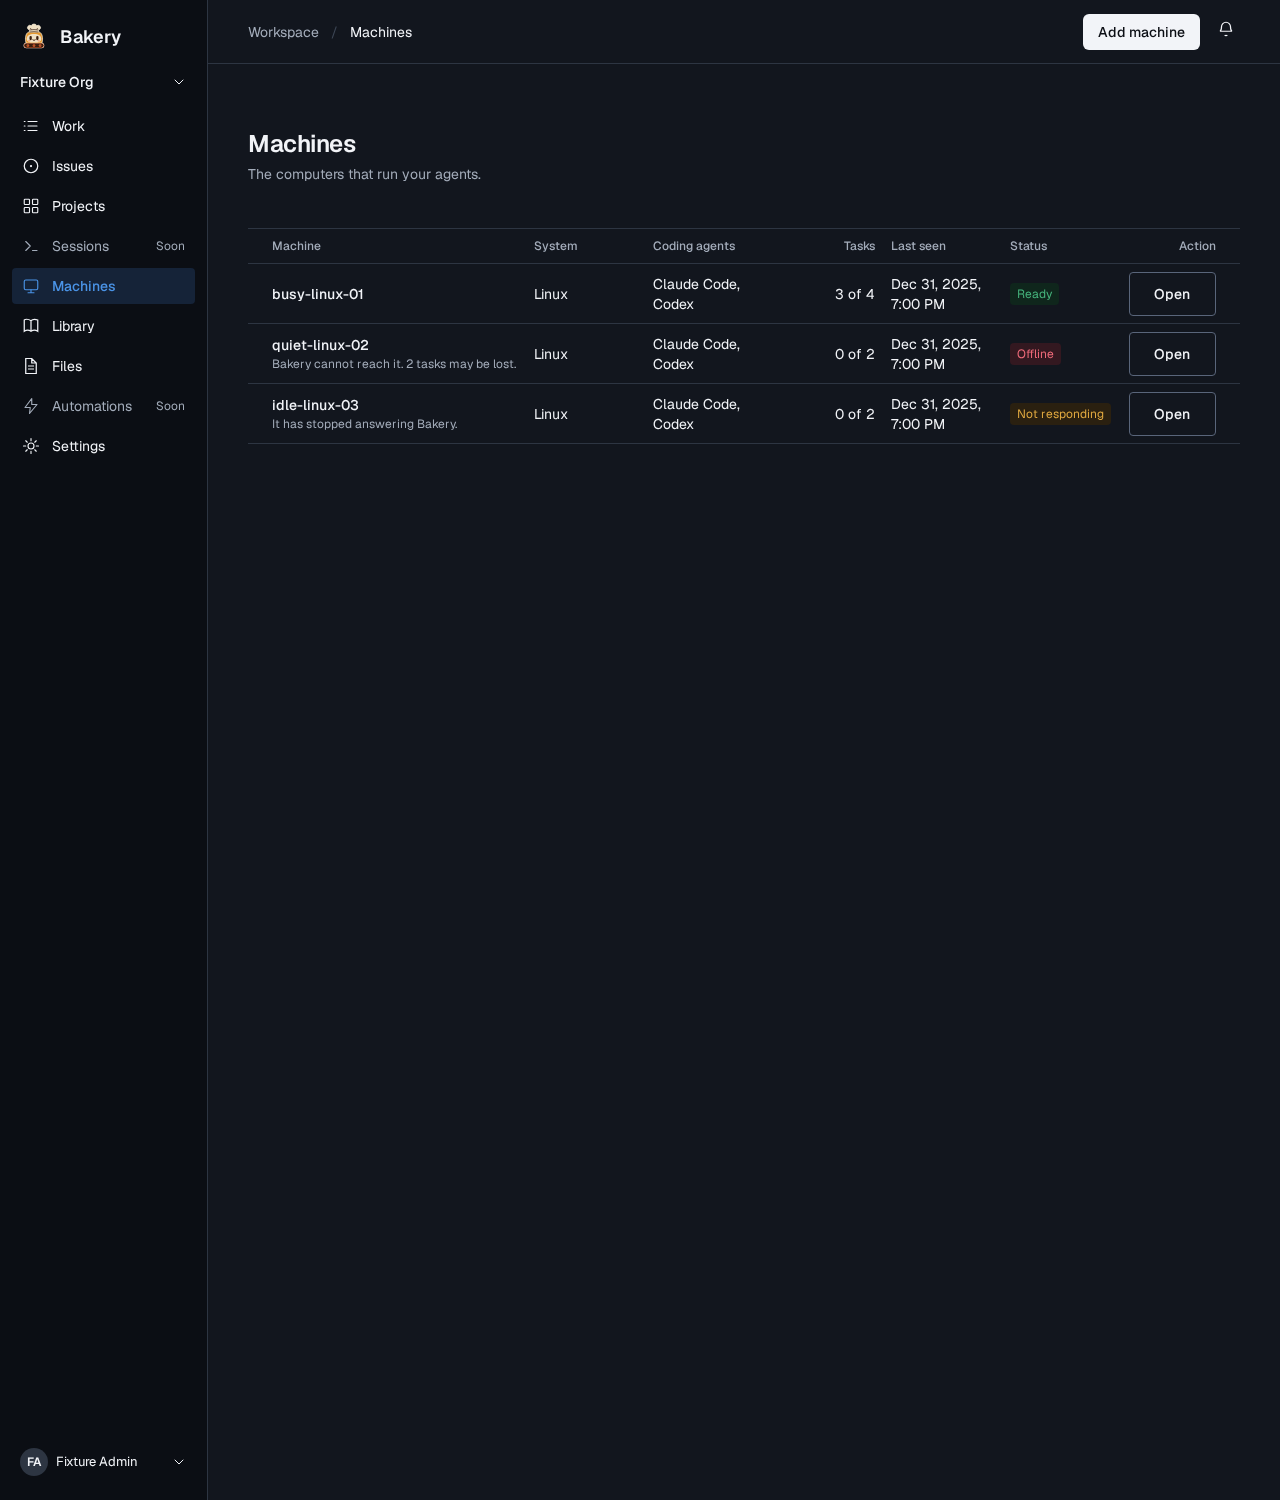 Bakery
Workspace / Machines
Add machine
Fixture Org
Work
Issues
Projects
Sessions Soon
Machines
Library
Files
Automations Soon
Settings
Machines
The computers that run your agents.
Machine System Coding agents Tasks Last seen Status Action
busy-linux-01 Linux Claude Code, Codex 3 of 4 Dec 31, 2025, 7:00 PM Ready Open
quiet-linux-02
Bakery cannot reach it. 2 tasks may be lost.
Linux Claude Code, Codex 0 of 2 Dec 31, 2025, 7:00 PM Offline Open
idle-linux-03
It has stopped answering Bakery.
Linux Claude Code, Codex 0 of 2 Dec 31, 2025, 7:00 PM Not responding Open
FA Fixture Admin